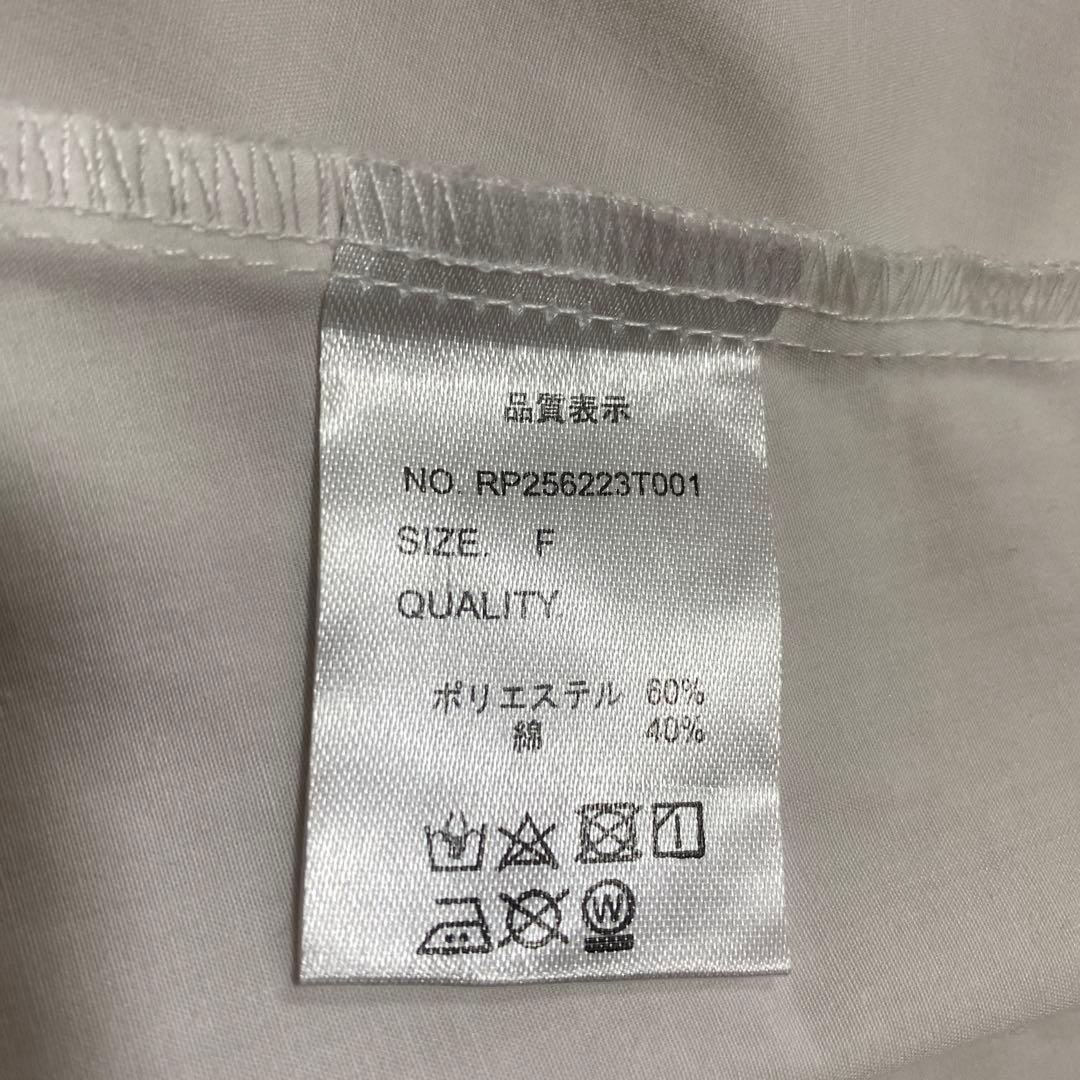 品質表示
NO. RP256223T001
SIZE. F
QUALITY.
ポリエステル 60%
綿 40%
W